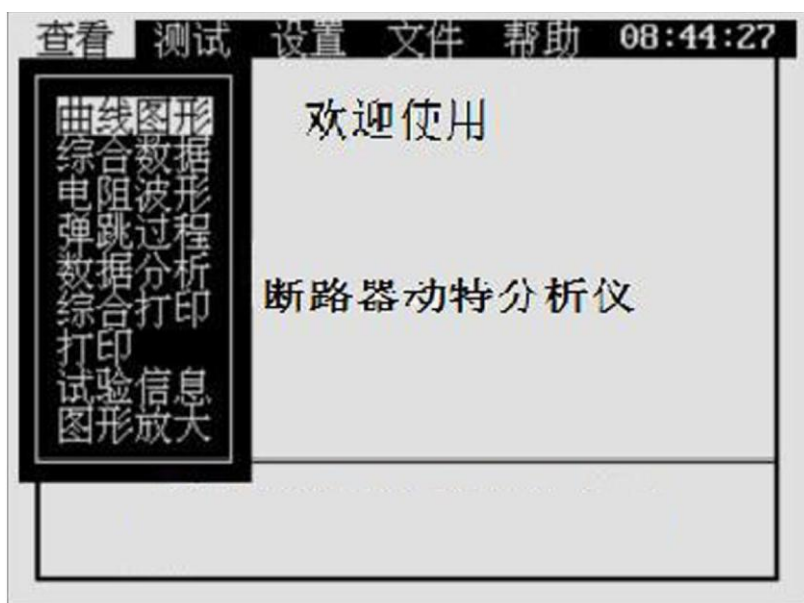 查看 测试 设置 文件 帮助 08:44:27
曲线图形
综合数据
电阻波形
弹跳过程
数据分析
综合打印
打印
试验信息
图形放大
欢迎使用
断路器动特分析仪